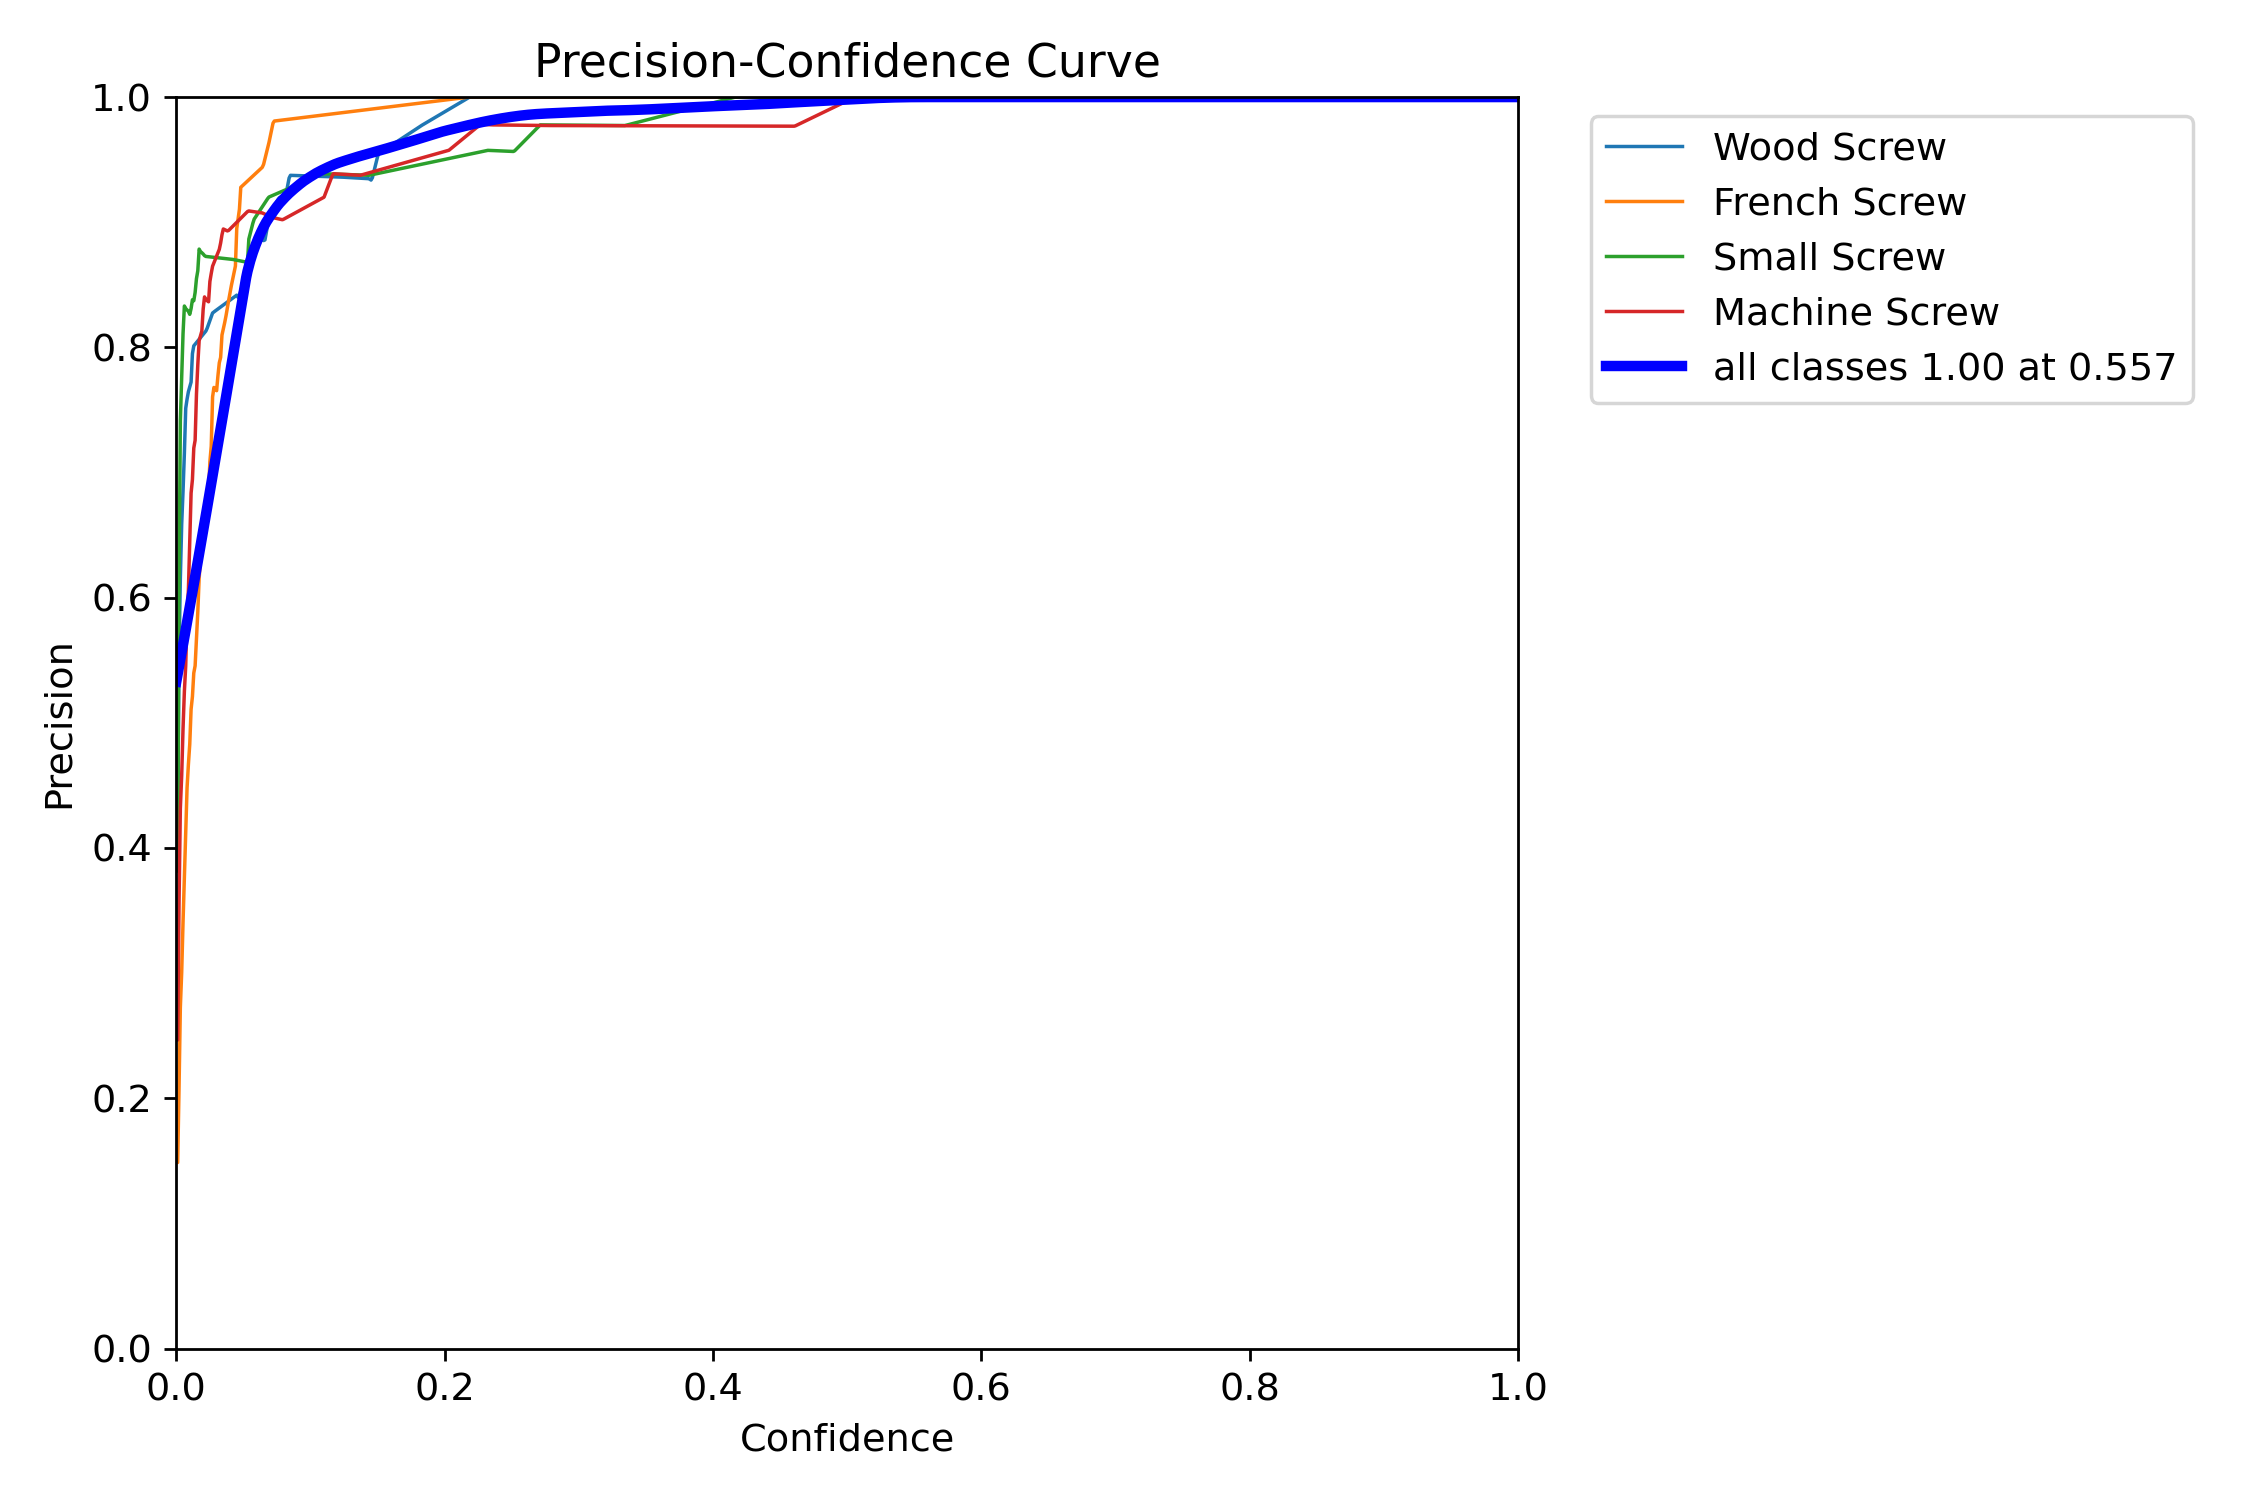 Precision-Confidence Curve
1.0
0.8
0.6
0.4
0.2
0.0
Precision
0.0 0.2 0.4 0.6 0.8 1.0
Confidence
Wood Screw
French Screw
Small Screw
Machine Screw
all classes 1.00 at 0.557